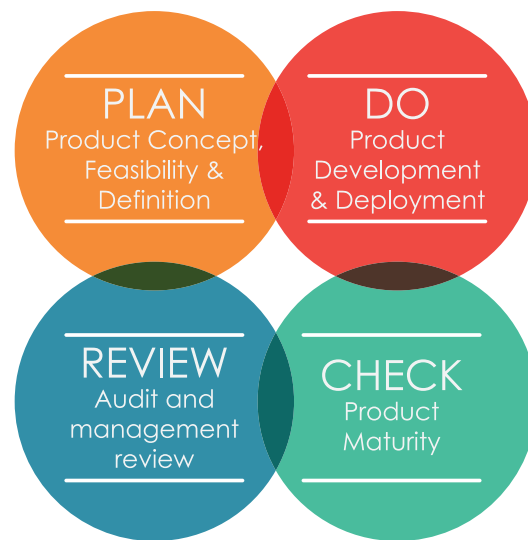 PLAN
Product Concept,
Feasibility &
Definition
DO
Product
Development
& Deployment
REVIEW
Audit and
management
review
CHECK
Product
Maturity